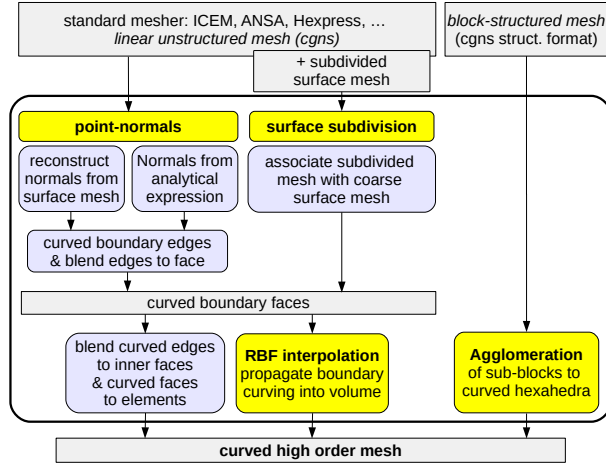 standard mesher: ICEM, ANSA, Hexpress, …
linear unstructured mesh (cgns)
block-structured mesh
(cgns struct. format)
+ subdivided
surface mesh
point-normals
surface subdivision
reconstruct
normals from
surface mesh
Normals from
analytical
expression
associate subdivided
mesh with coarse
surface mesh
curved boundary edges
& blend edges to face
curved boundary faces
blend curved edges
to inner faces
& curved faces
to elements
RBF interpolation
propagate boundary
curving into volume
Agglomeration
of sub-blocks to
curved hexahedra
curved high order mesh